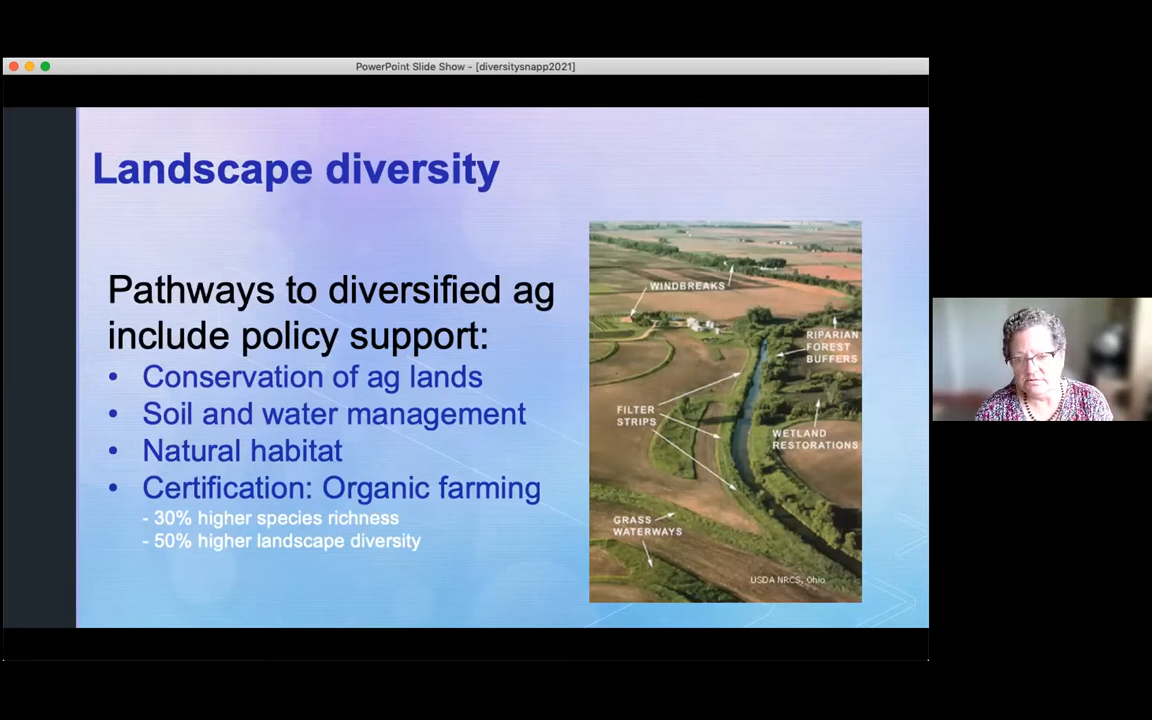 PowerPoint Slide Show - [diversitysnapp2021]
Landscape diversity
Pathways to diversified ag
include policy support:
• Conservation of ag lands
• Soil and water management
• Natural habitat
• Certification: Organic farming
- 30% higher species richness
- 50% higher landscape diversity
WINDBREAKS
RIPARIAN
FOREST
BUFFERS
FILTER
STRIPS
WETLAND
RESTORATIONS
GRASS
WATERWAYS
USDA NRCS, Ohio